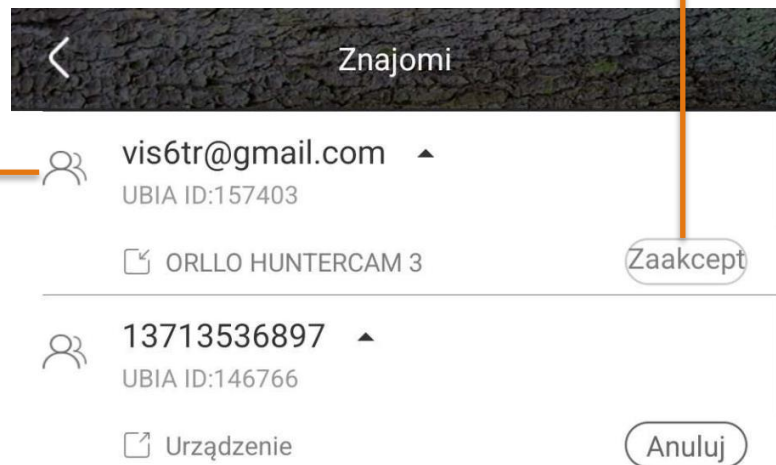 Znajomi
vis6tr@gmail.com
UBIA ID:157403
ORLLO HUNTERCAM 3
Zaakcept
13713536897
UBIA ID:146766
Urządzenie
Anuluj